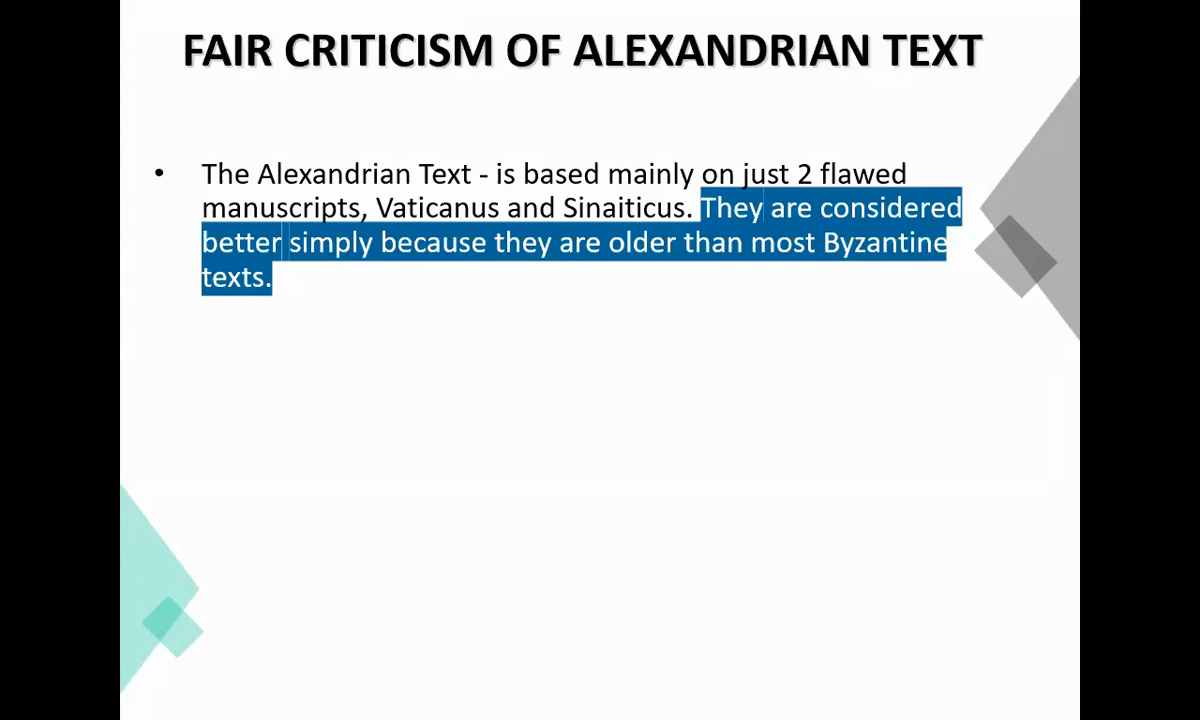 FAIR CRITICISM OF ALEXANDRIAN TEXT
• The Alexandrian Text - is based mainly on just 2 flawed
manuscripts, Vaticanus and Sinaiticus. They are considered
better simply because they are older than most Byzantine
texts.